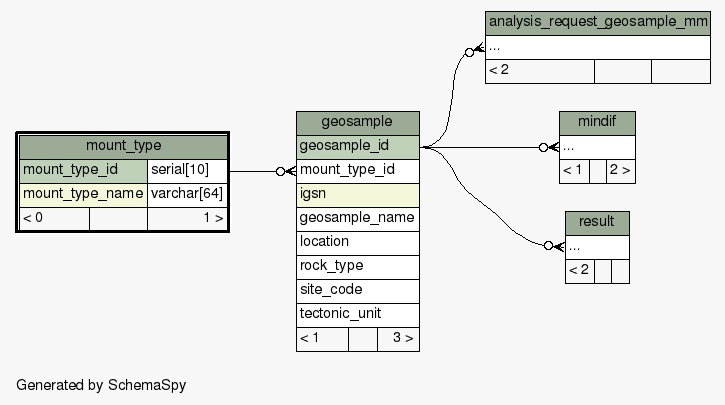 analysis_request_geosample_mm
...
< 2
mount_type
mount_type_id serial[10]
mount_type_name varchar[64]
< 0 1 >
geosample
geosample_id
mount_type_id
igsn
geosample_name
location
rock_type
site_code
tectonic_unit
< 1 3 >
mindif
...
< 1 2 >
result
...
< 2
Generated by SchemaSpy